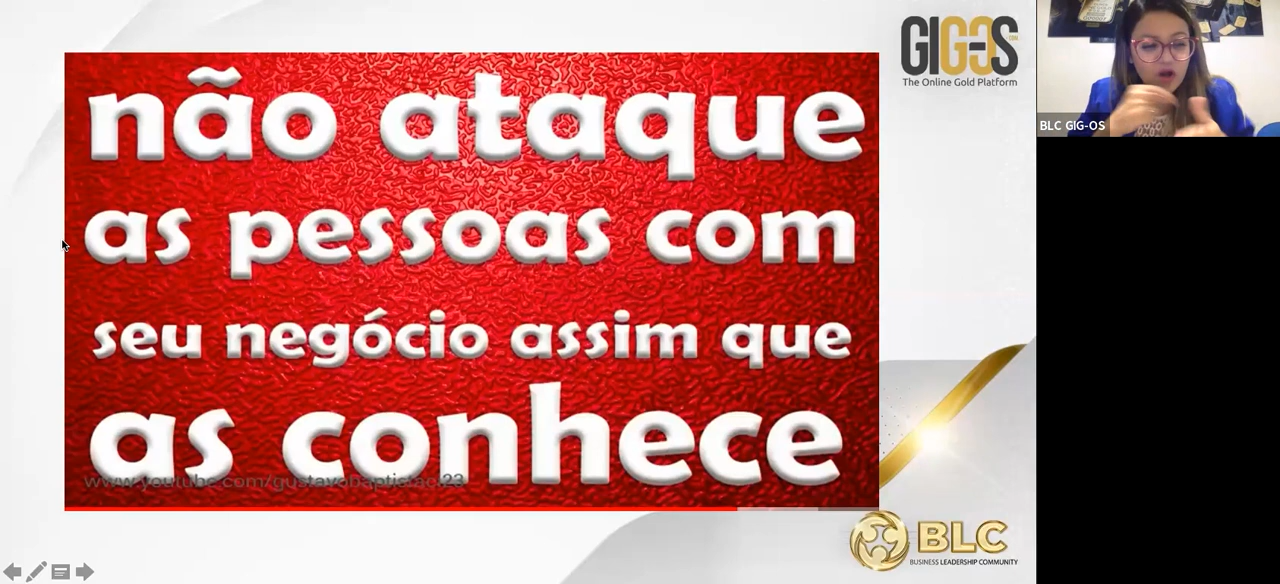 não ataque
as pessoas com
seu negócio assim que
as conhece
GIG-OS
The Online Gold Platform
BLC GIG-OS
BLC
BUSINESS LEADERSHIP COMMUNITY